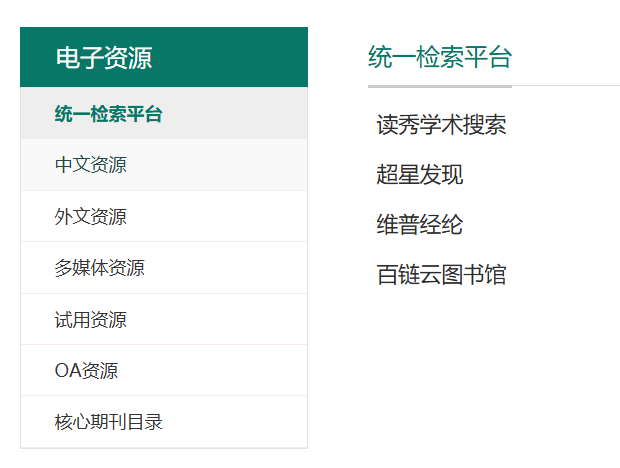 电子资源
统一检索平台
中文资源
外文资源
多媒体资源
试用资源
OA资源
核心期刊目录
统一检索平台
读秀学术搜索
超星发现
维普经纶
百链云图书馆